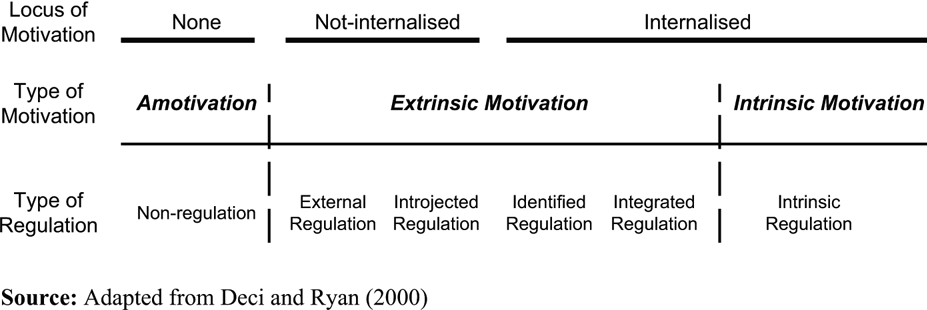 Locus of
Motivation
None
Not-internalised
Internalised
Type of
Motivation
Amotivation
Extrinsic Motivation
Intrinsic Motivation
Type of
Regulation
Non-regulation
External
Regulation
Introjected
Regulation
Identified
Regulation
Integrated
Regulation
Intrinsic
Regulation
Source: Adapted from Deci and Ryan (2000)